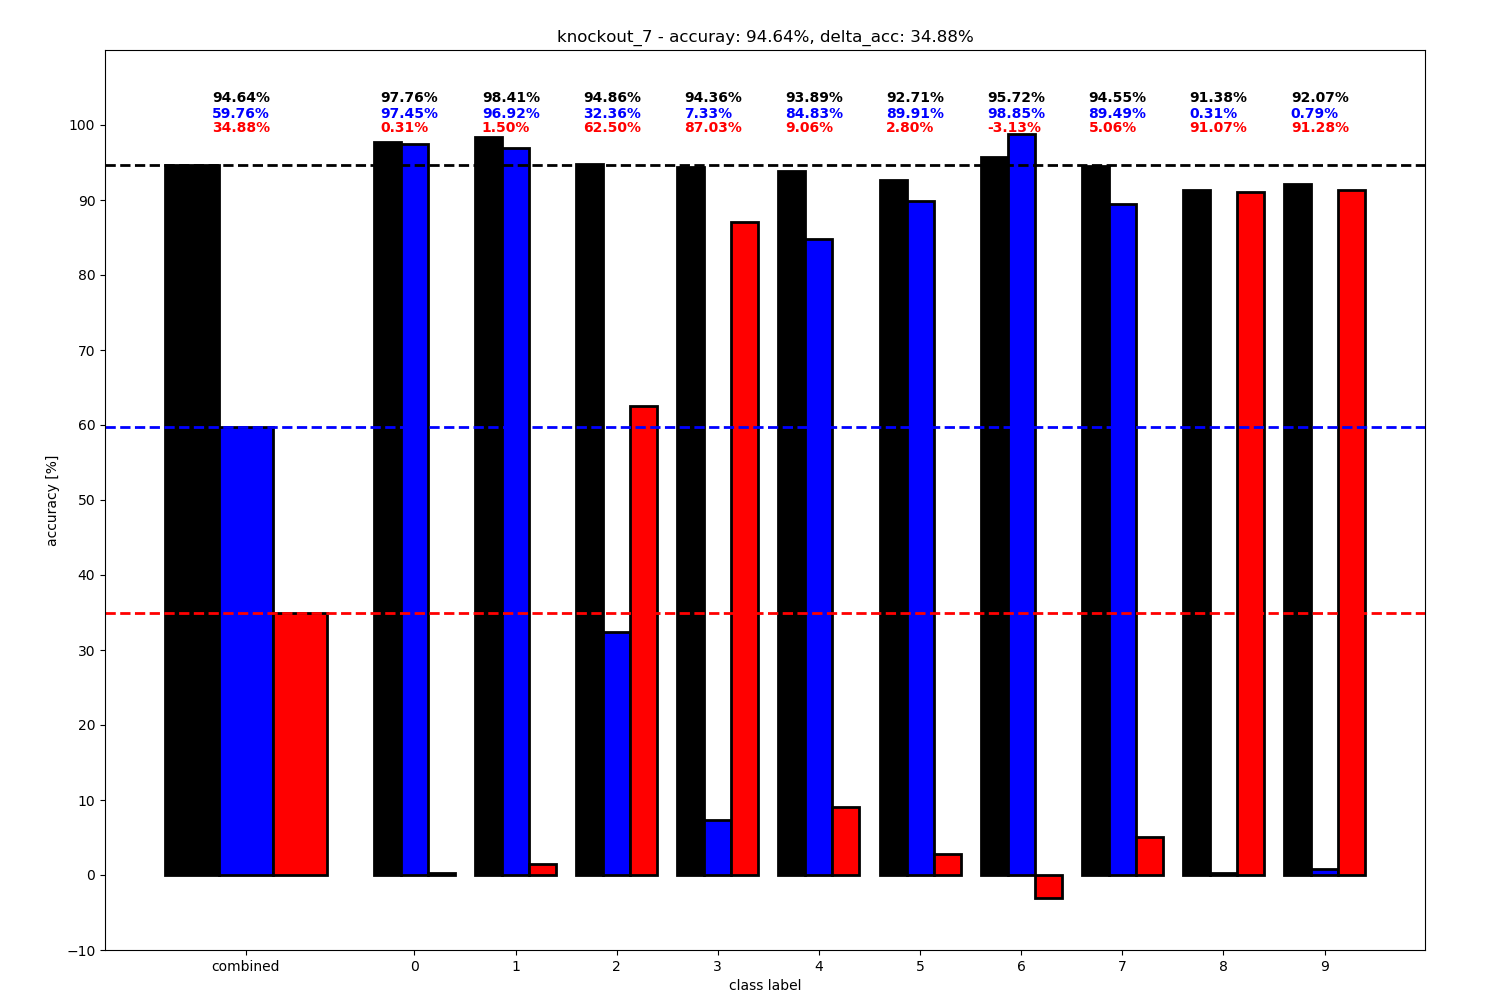 knockout_7 - accuray: 94.64%, delta_acc: 34.88%
94.64% 97.76% 98.41% 94.86% 94.36% 93.89% 92.71% 95.72% 94.55% 91.38% 92.07%
59.76% 97.45% 96.92% 32.36% 7.33% 84.83% 89.91% 98.85% 89.49% 0.31% 0.79%
34.88% 0.31% 1.50% 62.50% 87.03% 9.06% 2.80% -3.13% 5.06% 91.07% 91.28%
100
90
80
70
60
50
40
30
20
10
0
−10
accuracy [%]
combined 0 1 2 3 4 5 6 7 8 9
class label